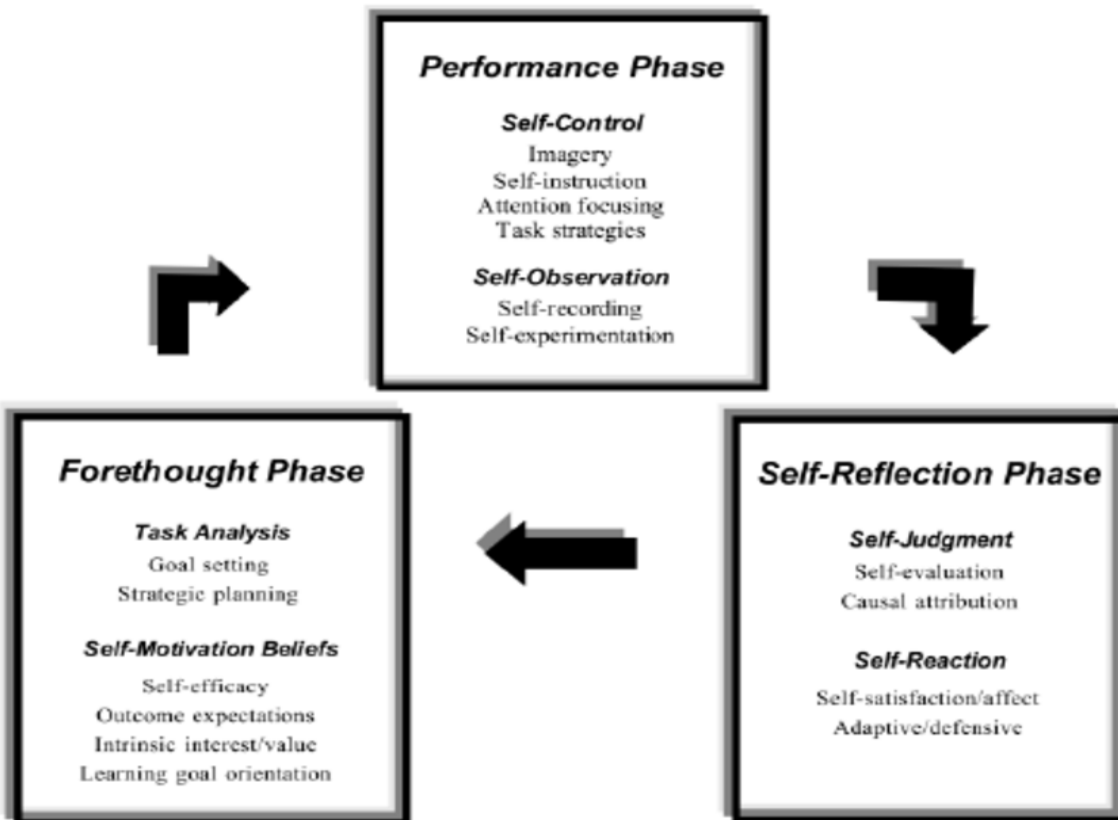 Performance Phase
Self-Control
Imagery
Self-instruction
Attention focusing
Task strategies
Self-Observation
Self-recording
Self-experimentation
Forethought Phase
Task Analysis
Goal setting
Strategic planning
Self-Motivation Beliefs
Self-efficacy
Outcome expectations
Intrinsic interest/value
Learning goal orientation
Self-Reflection Phase
Self-Judgment
Self-evaluation
Causal attribution
Self-Reaction
Self-satisfaction/affect
Adaptive/defensive